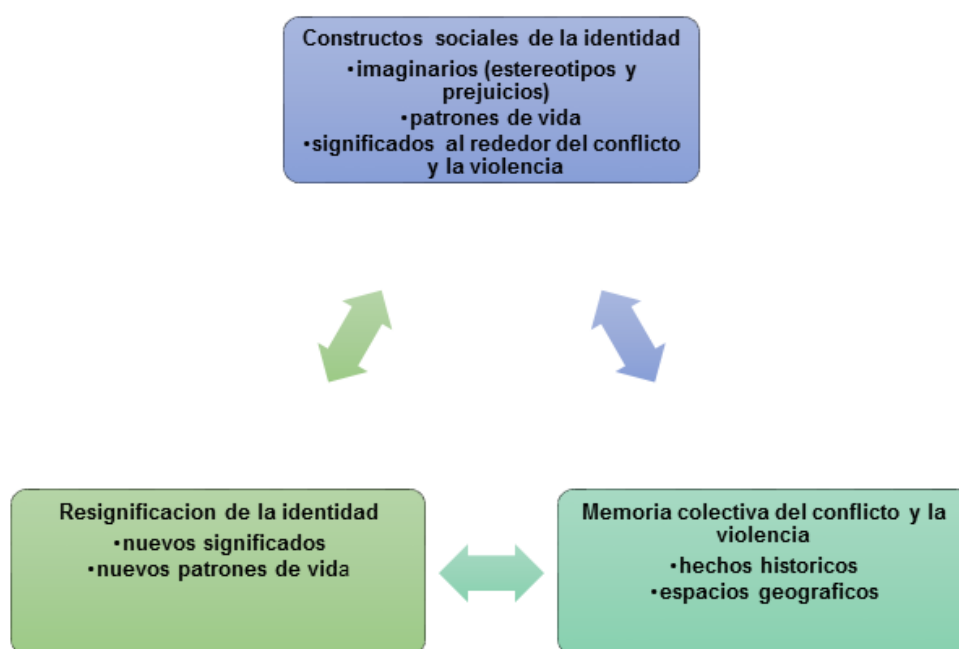 Constructos sociales de la identidad
•imaginarios (estereotipos y
prejuicios)
•patrones de vida
•significados al rededor del conflicto
y la violencia
Resignificacion de la identidad
•nuevos significados
•nuevos patrones de vida
Memoria colectiva del conflicto y la
violencia
•hechos historicos
•espacios geograficos